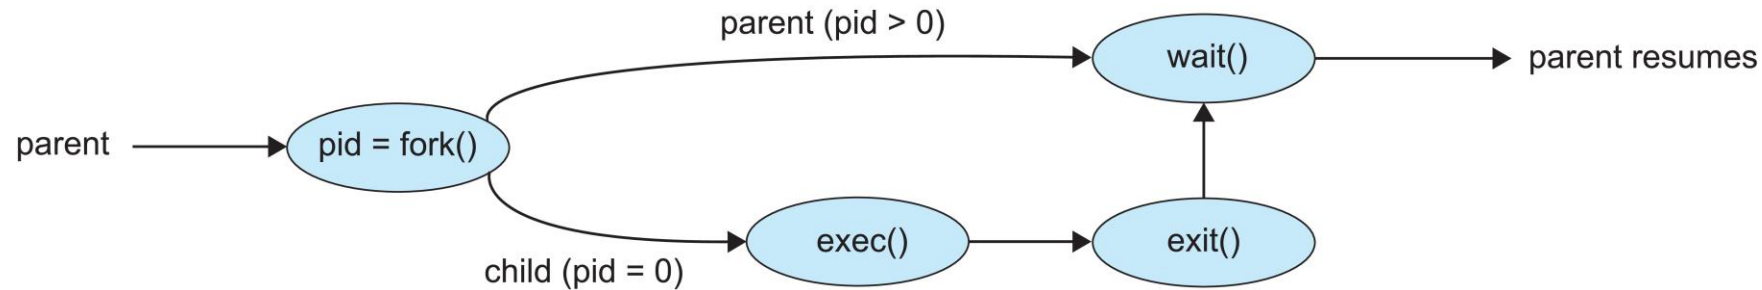 parent (pid > 0)
wait()
parent resumes
parent
pid = fork()
exec()
exit()
child (pid = 0)